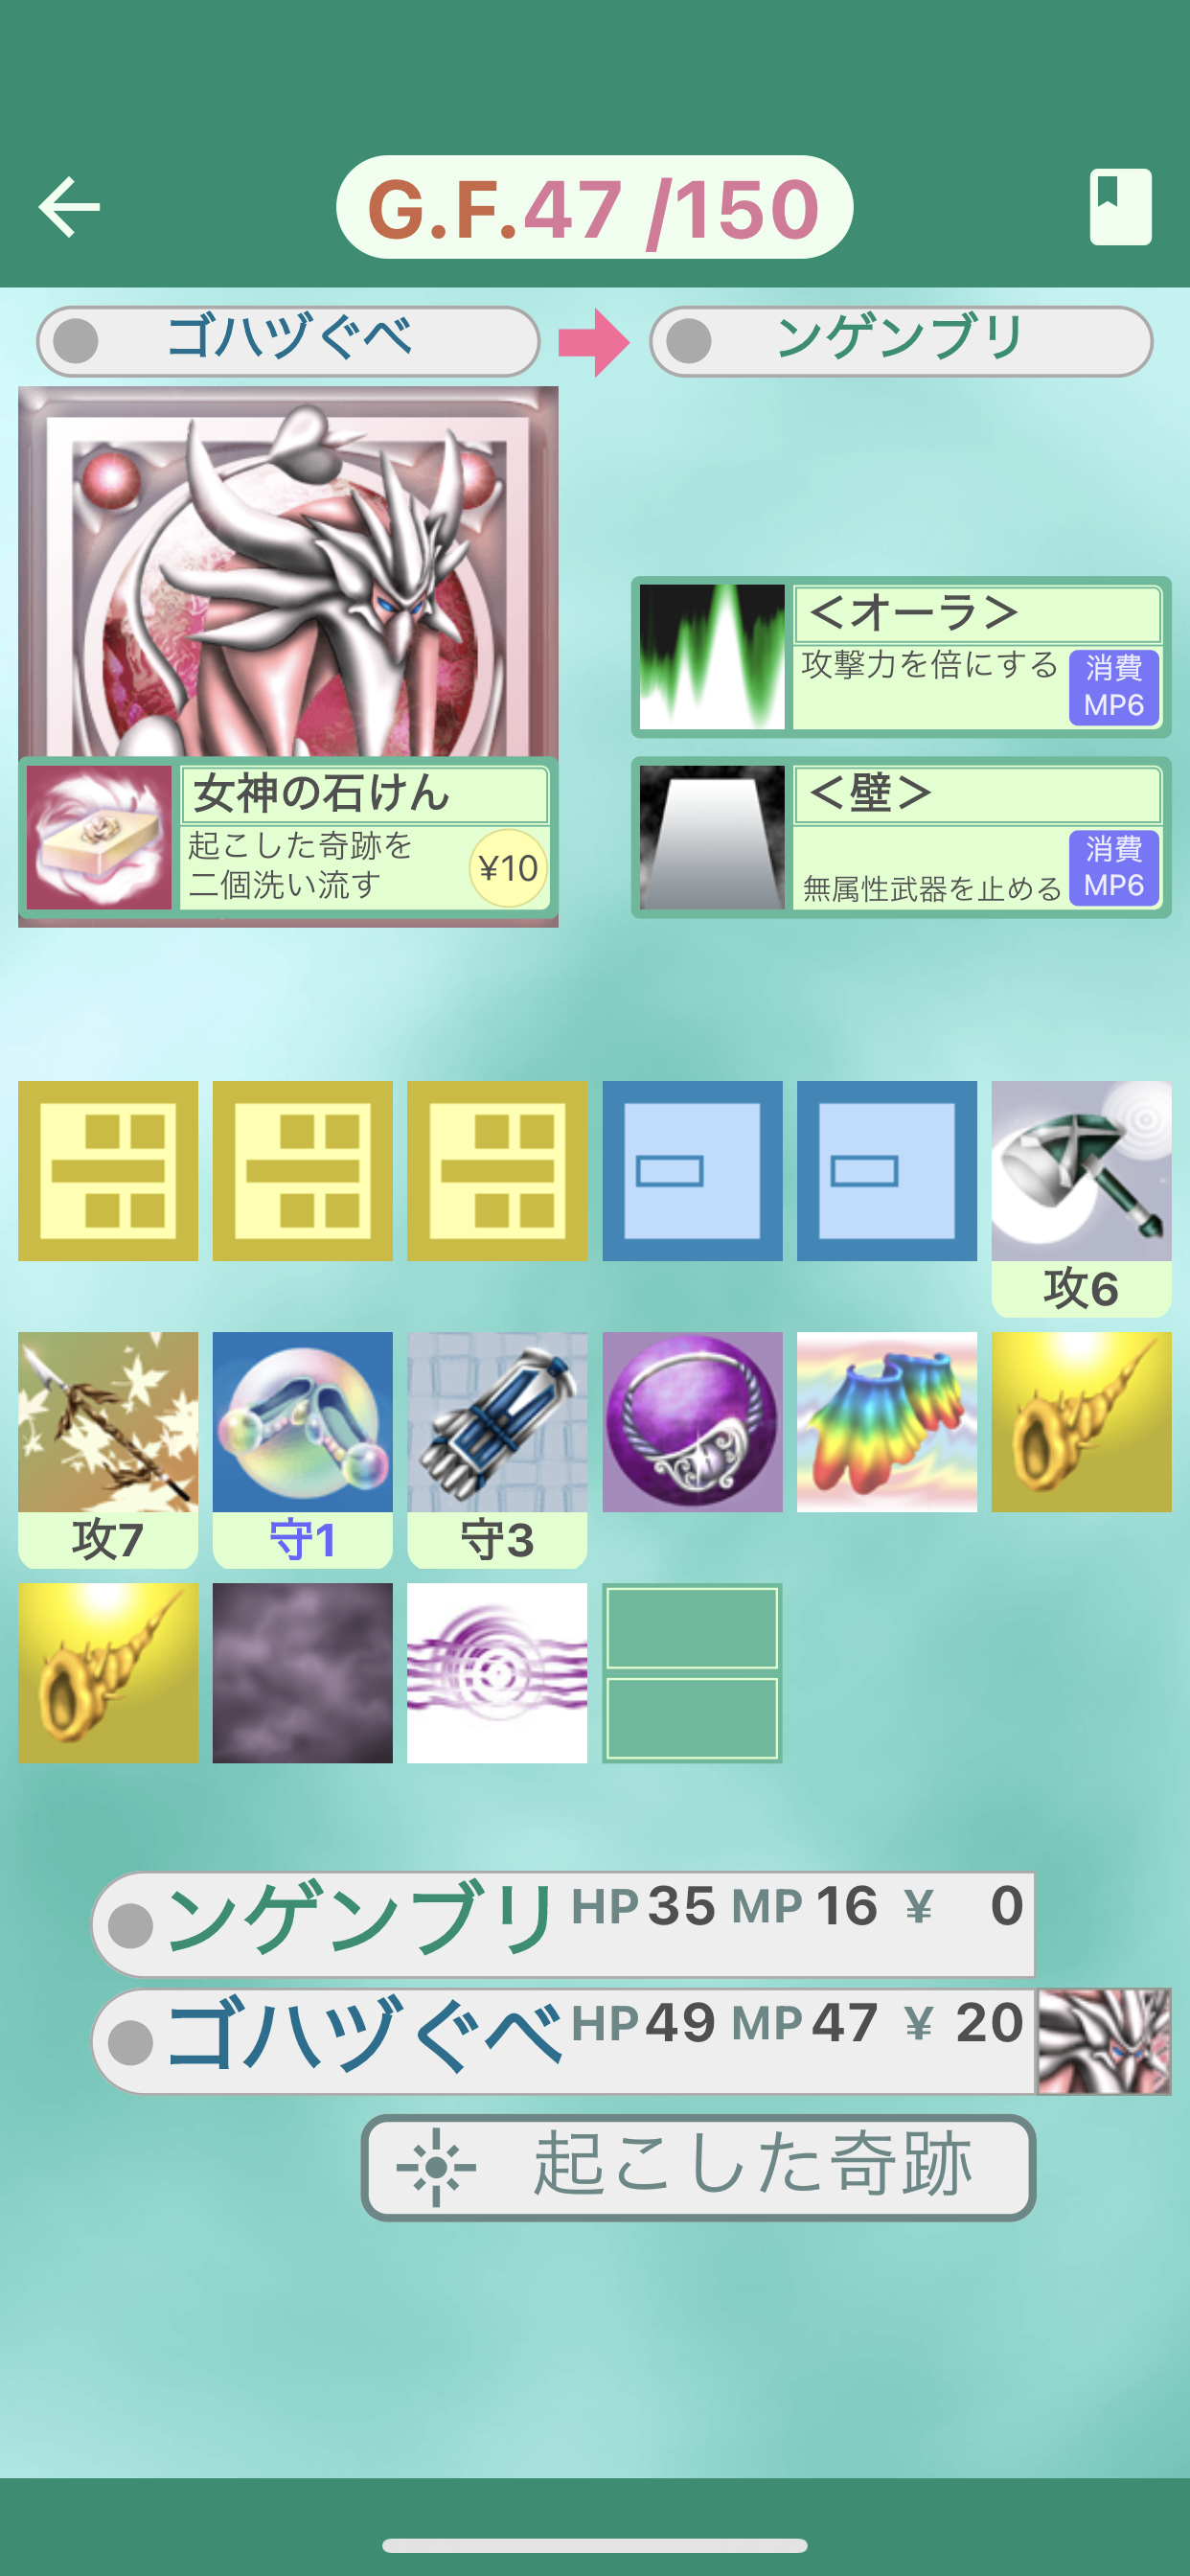 G.F.47 /150
ゴハヅぐべ
ンゲンブリ
＜オーラ＞
攻撃力を倍にする
消費
MP6
女神の石けん
起こした奇跡を
二個洗い流す
¥10
＜壁＞
無属性武器を止める
消費
MP6
攻6
攻7
守1
守3
ンゲンブリ HP 35 MP 16 ¥ 0
ゴハヅぐべ HP 49 MP 47 ¥ 20
起こした奇跡